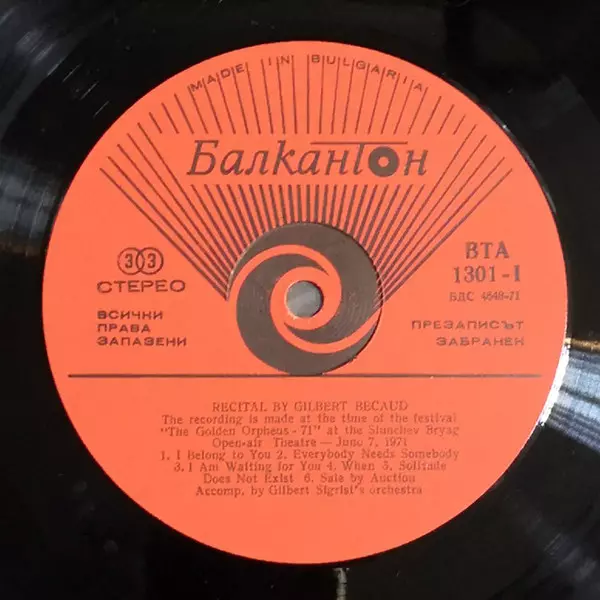 MADE IN BULGARIA
Балкантон
33
СТЕРЕО
ВСИЧКИ
ПРАВА
ЗАПАЗЕНИ
ВТА
1301-I
БДС 4848-71
ПРЕЗАПИСЪТ
ЗАБРАНЕН
RECITAL BY GILBERT BECAUD
The recording is made at the time of the festival
"The Golden Orpheus - 71" at the Slunchev Bryag
Open-air Theatre — June 7, 1971
1. I Belong to You 2. Everybody Needs Somebody
3. I Am Waiting for You 4. When 5. Solitude
Does Not Exist 6. Sale by Auction
Accomp. by Gilbert Sigrist's orchestra